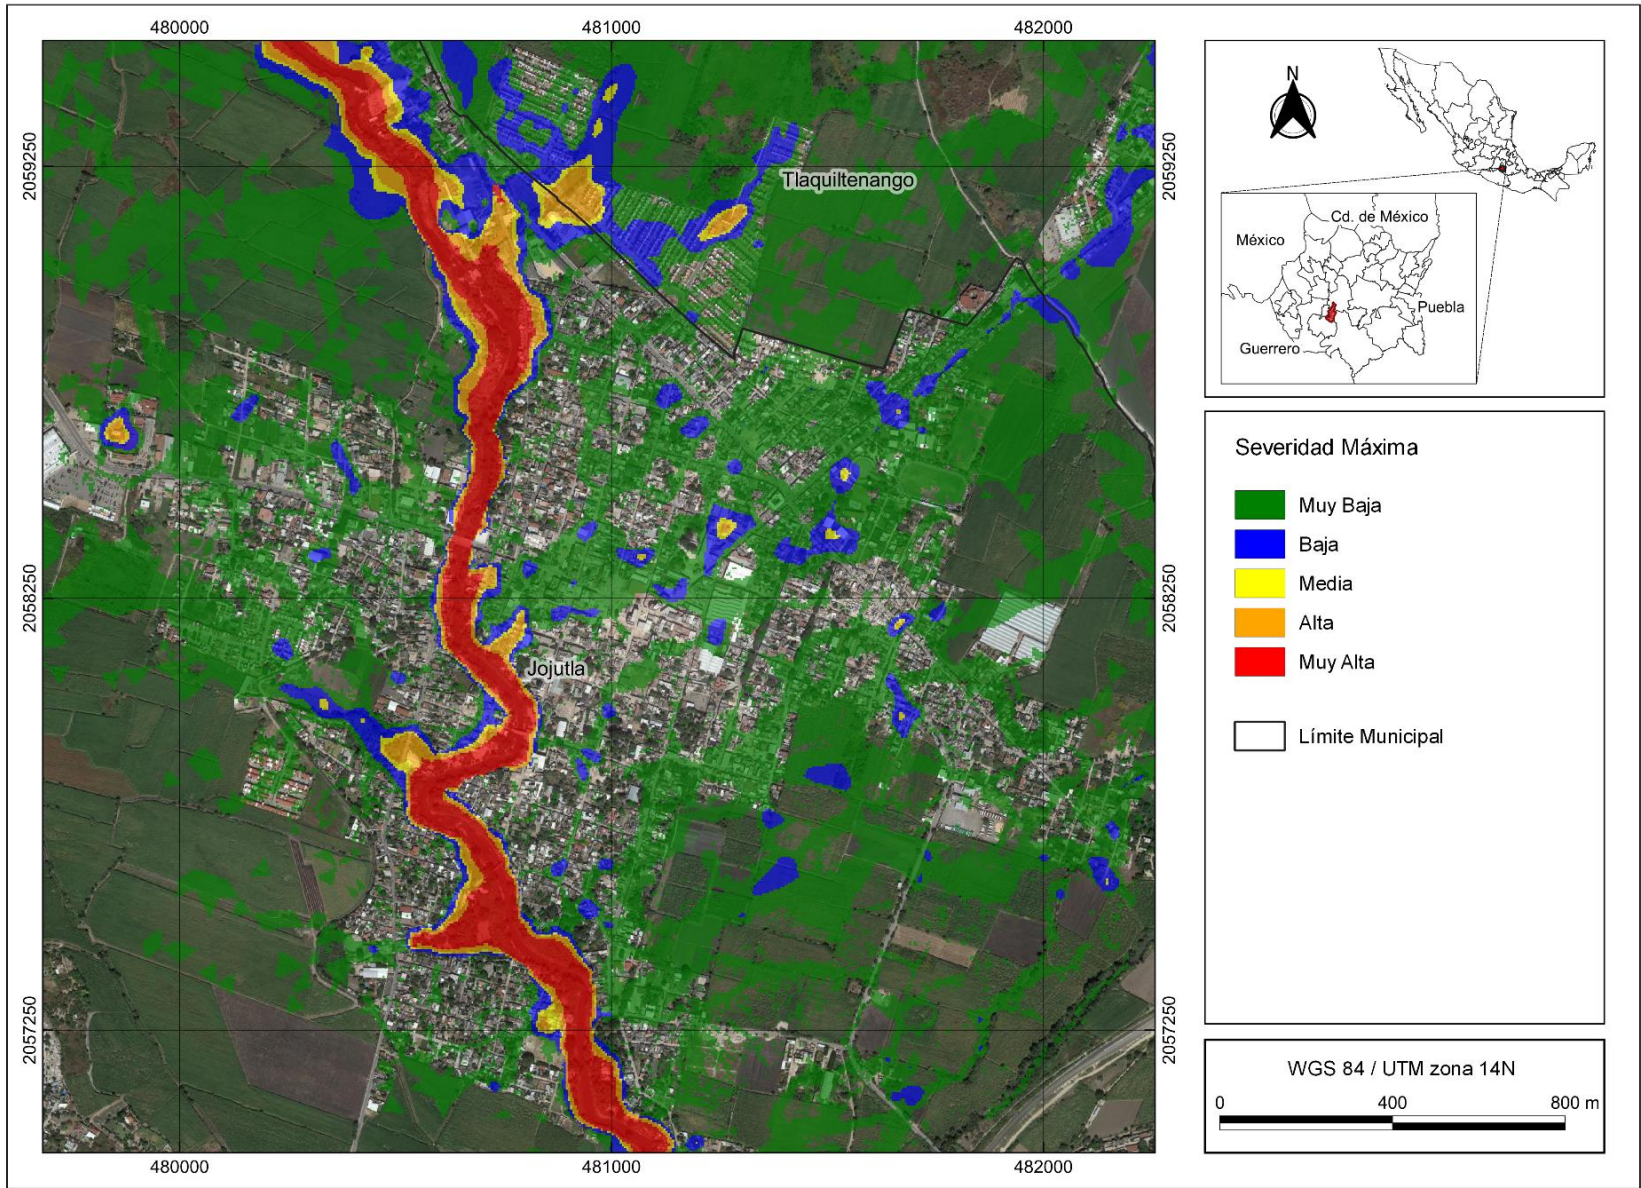 480000
481000
482000
2059250
2058250
2057250
Tlaquiltenango
Jojutla
2059250
2058250
2057250
480000
481000
482000
N
Cd. de México
México
Puebla
Guerrero
Severidad Máxima
Muy Baja
Baja
Media
Alta
Muy Alta
Límite Municipal
WGS 84 / UTM zona 14N
0 400 800 m